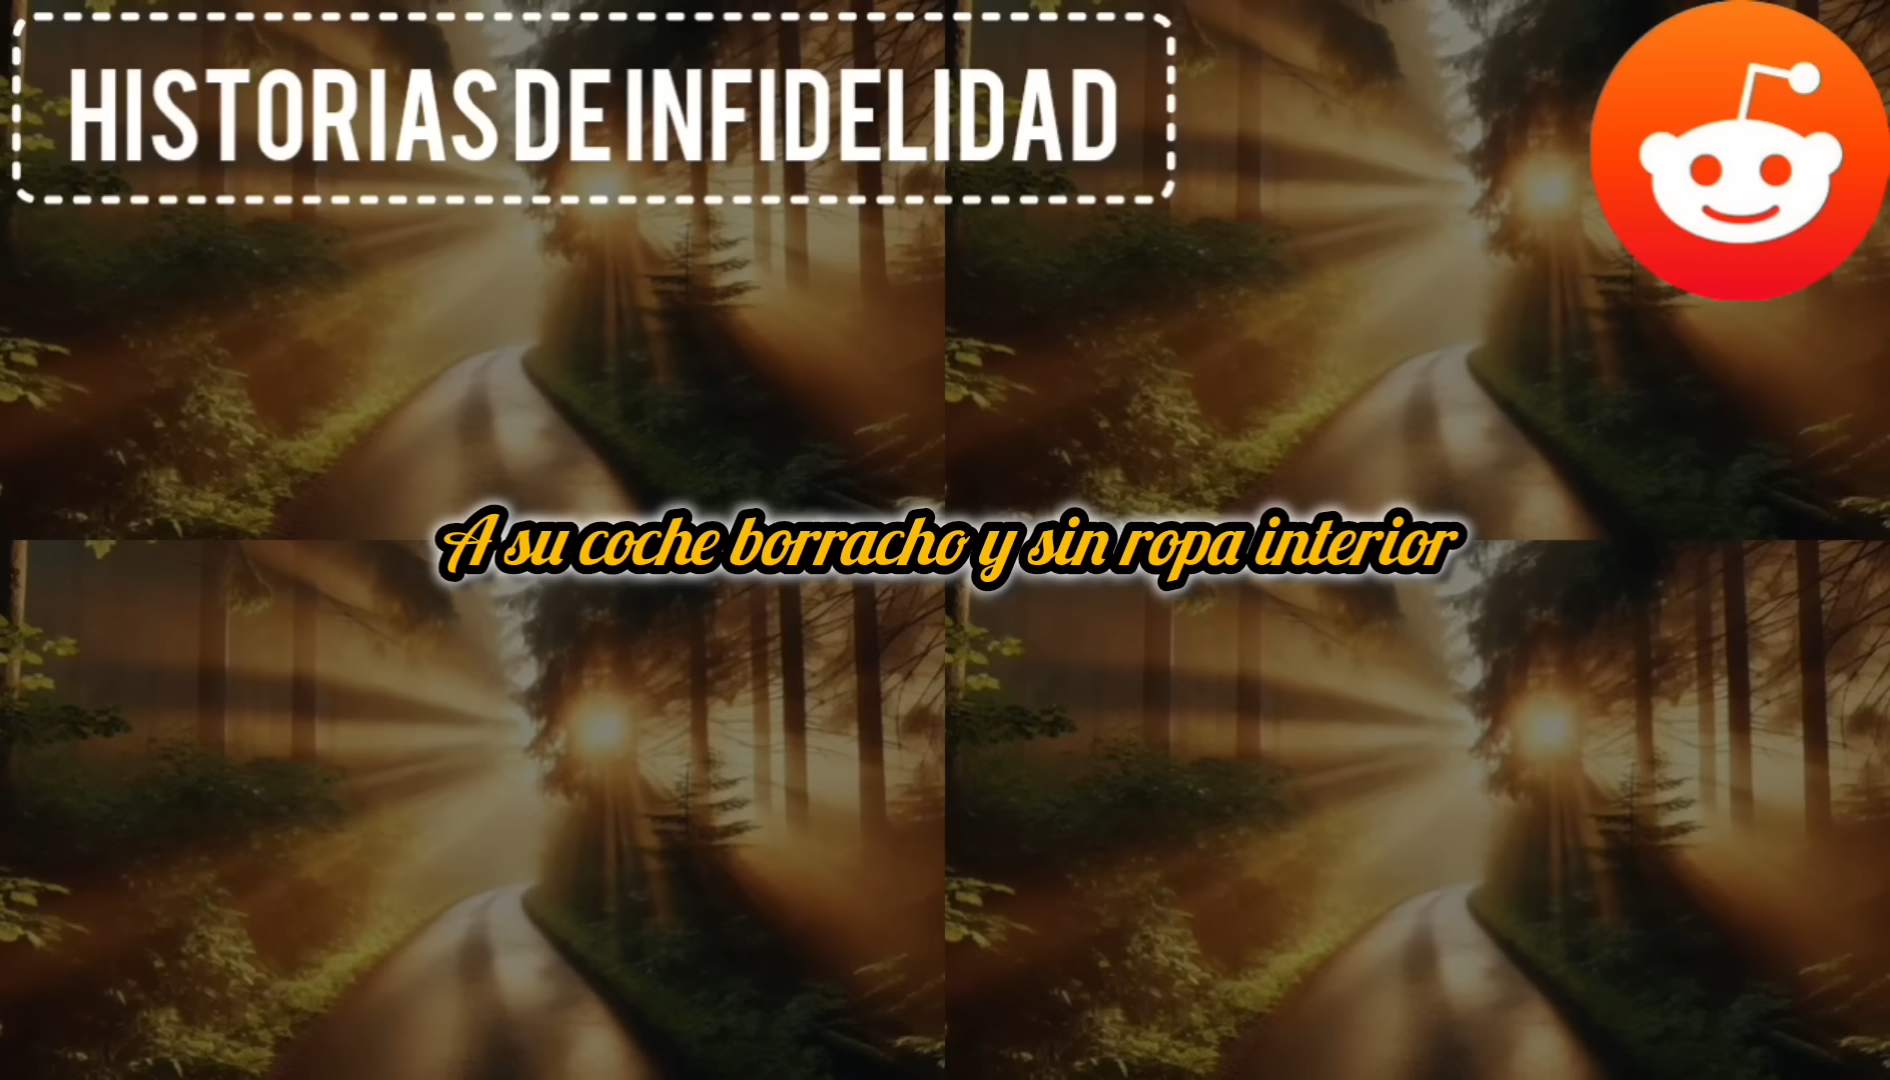 HISTORIAS DE INFIDELIDAD
A su coche borracho y sin ropa interior